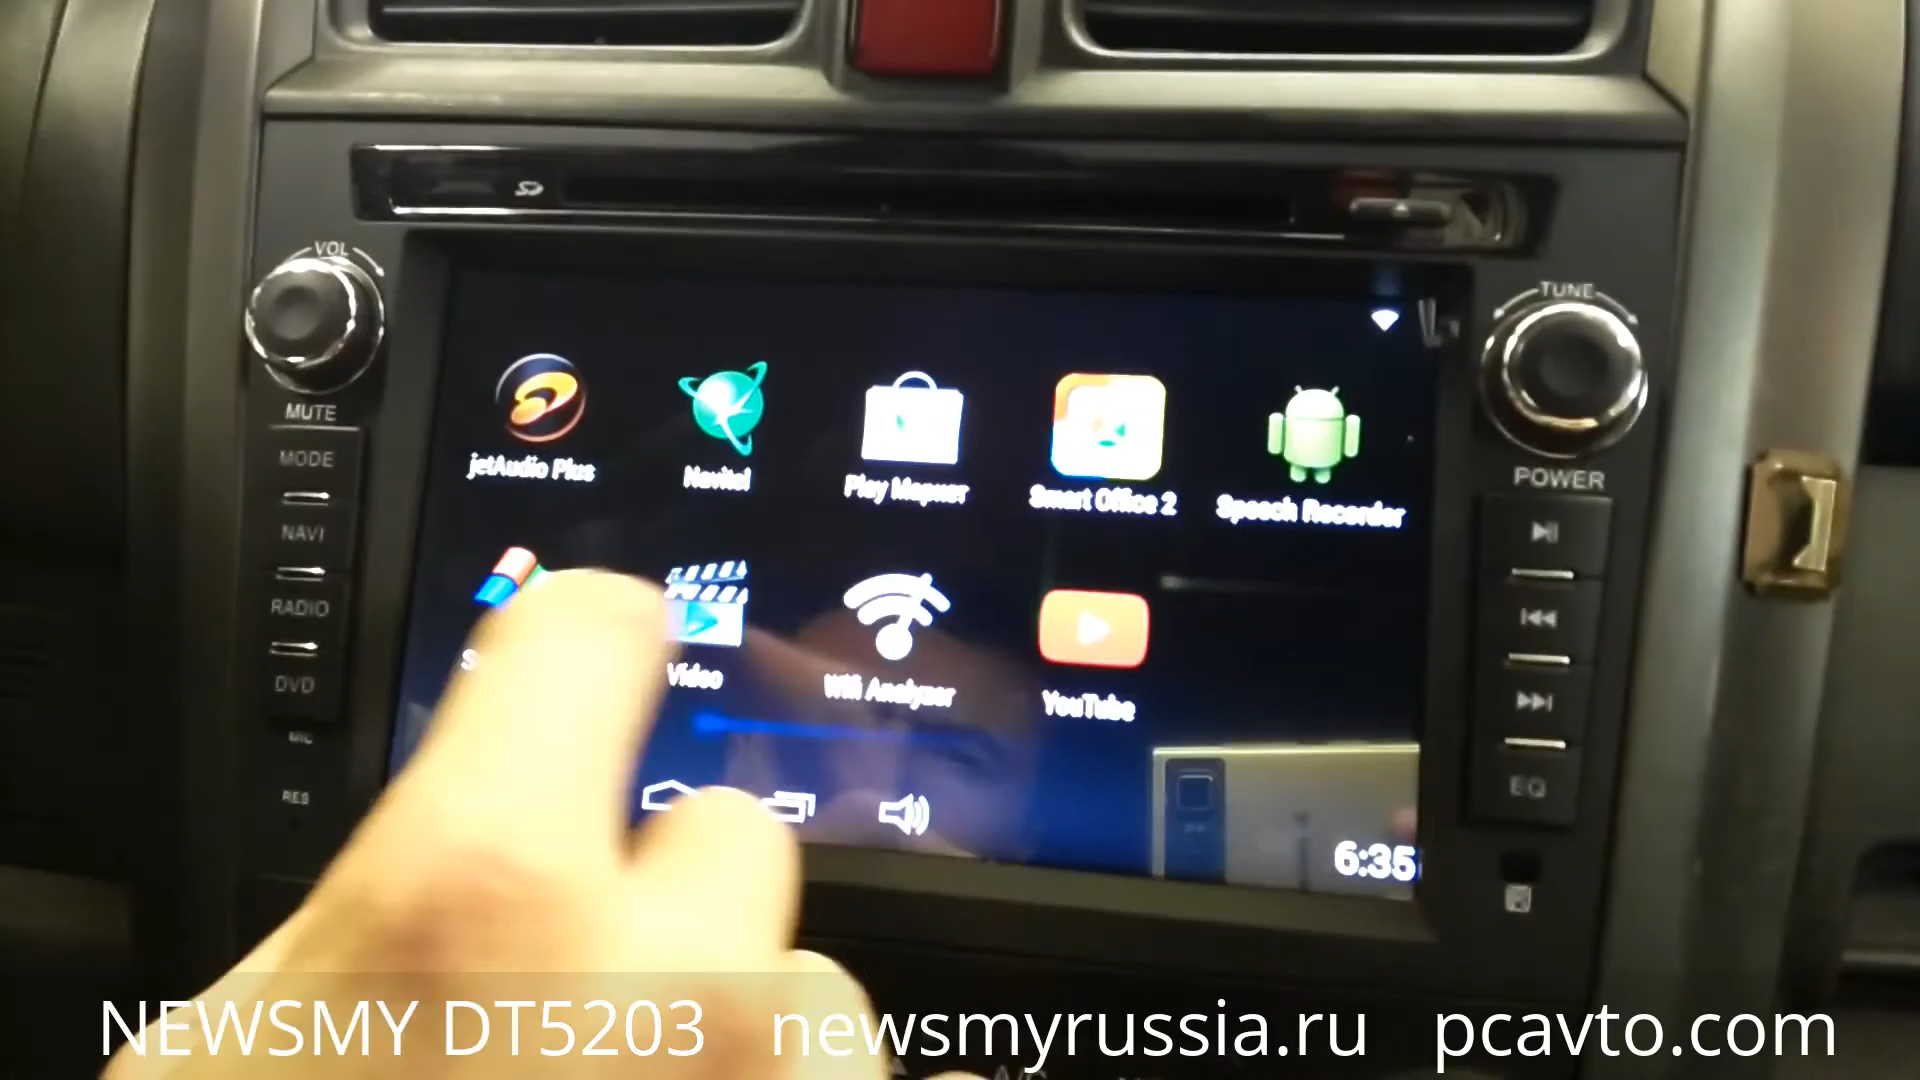 VOL
TUNE
MUTE
POWER
MODE
NAVI
RADIO
DVD
MIC
RES
EQ
jetAudio Plus
Navitel
Play Маркет
Smart Office 2
Speech Recorder
Video
Wifi Analyzer
YouTube
6:35
NEWSMY DT5203 newsmyrussia.ru pcavto.com
A/C